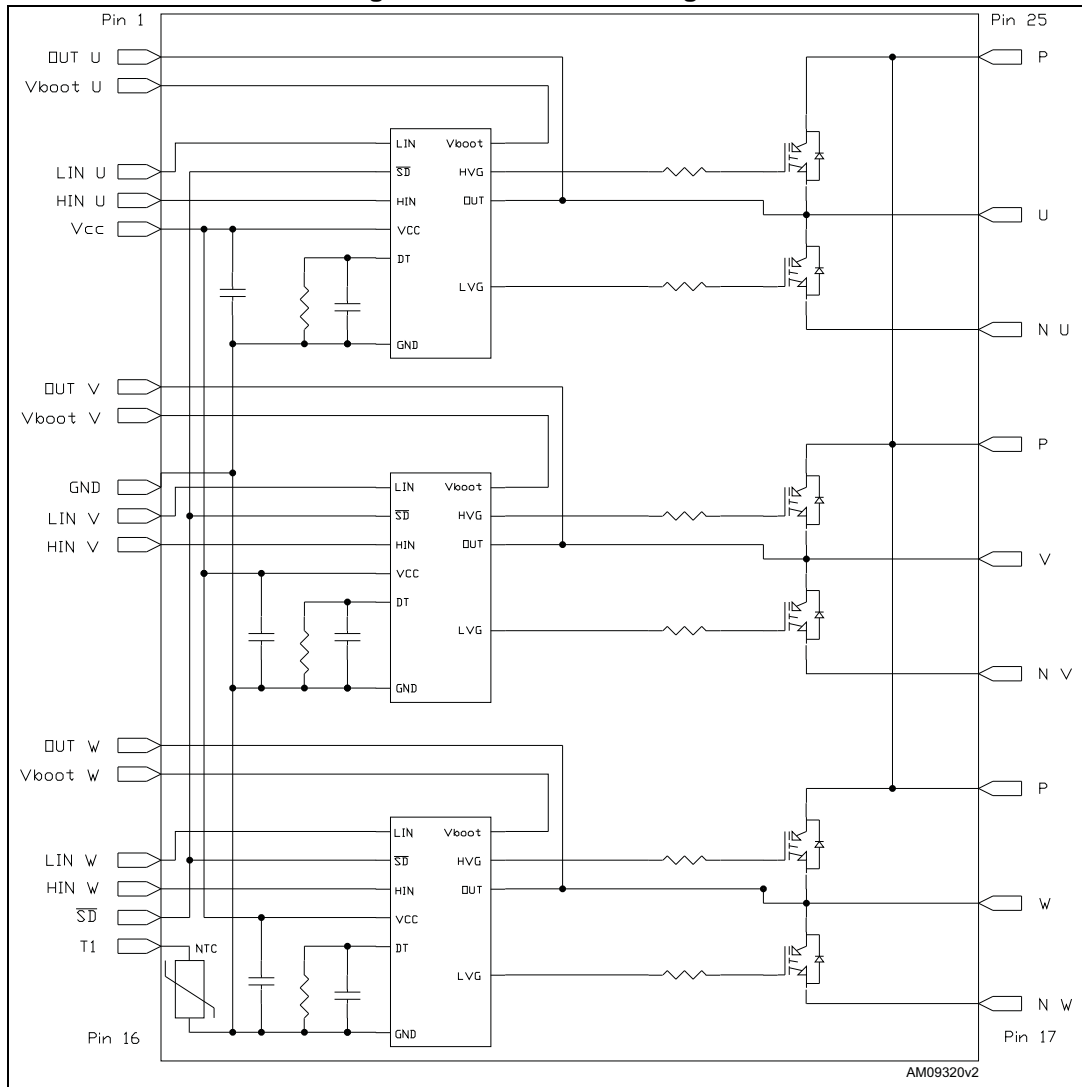 Pin 1
Pin 25
OUT U
P
Vboot U
LIN
Vboot
LIN U
SD
HVG
HIN U
HIN
OUT
U
Vcc
VCC
DT
LVG
N U
GND
OUT V
Vboot V
P
GND
LIN
Vboot
LIN V
SD
HVG
HIN V
HIN
OUT
V
VCC
DT
LVG
N V
GND
OUT W
Vboot W
P
LIN
Vboot
LIN W
SD
HVG
HIN W
HIN
OUT
W
SD
VCC
T1
NTC
DT
LVG
N W
GND
Pin 16
Pin 17
AM09320v2